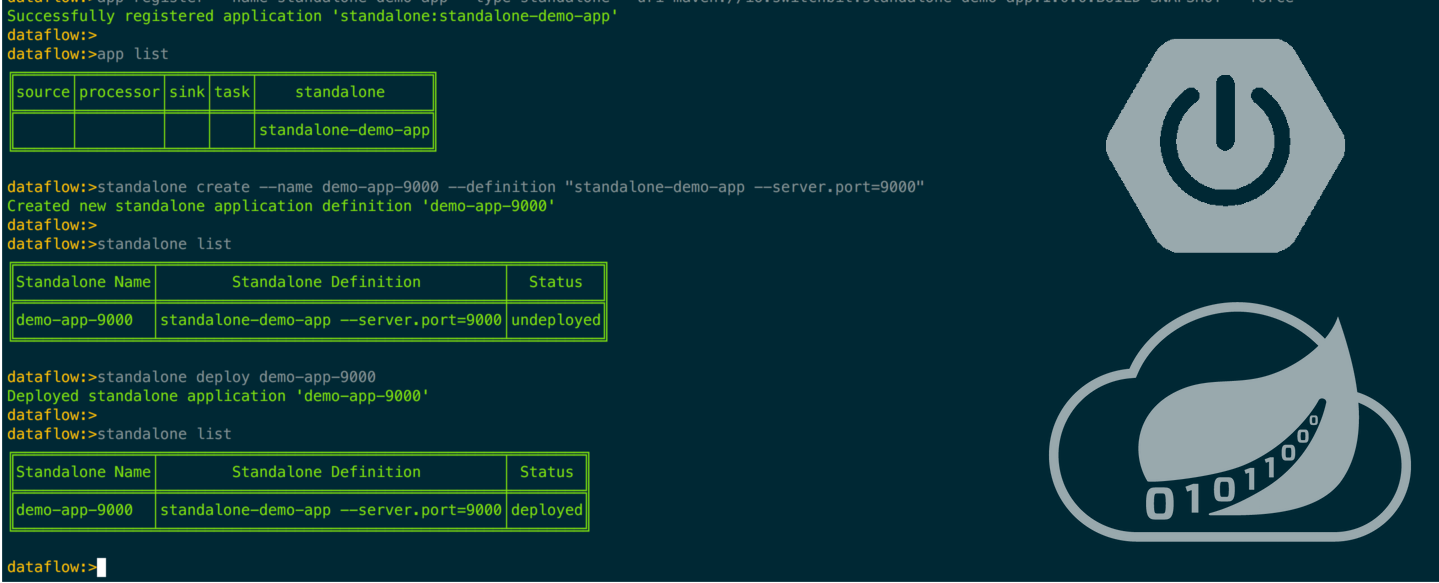 Successfully registered application 'standalone:standalone-demo-app'
dataflow:>
dataflow:>app list
source processor sink task standalone
standalone-demo-app
dataflow:>standalone create --name demo-app-9000 --definition "standalone-demo-app --server.port=9000"
Created new standalone application definition 'demo-app-9000'
dataflow:>
dataflow:>standalone list
Standalone Name Standalone Definition Status
demo-app-9000 standalone-demo-app --server.port=9000 undeployed
dataflow:>standalone deploy demo-app-9000
Deployed standalone application 'demo-app-9000'
dataflow:>
dataflow:>standalone list
Standalone Name Standalone Definition Status
demo-app-9000 standalone-demo-app --server.port=9000 deployed
dataflow:>
010110000